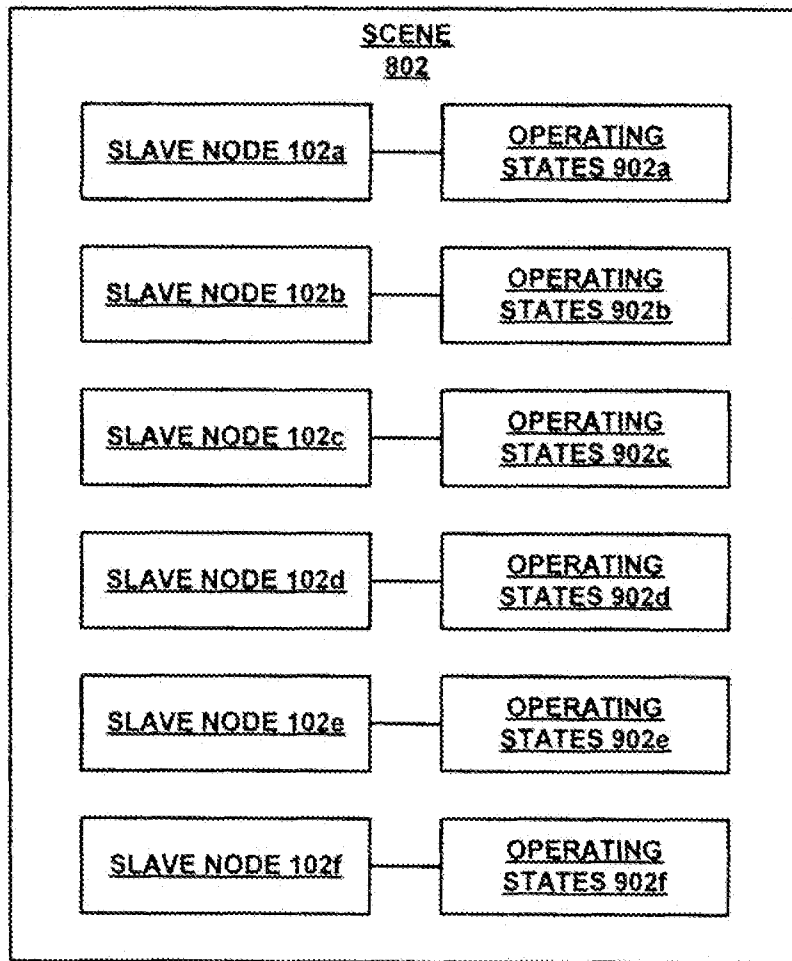 SCENE
802
SLAVE NODE 102a
OPERATING
STATES 902a
SLAVE NODE 102b
OPERATING
STATES 902b
SLAVE NODE 102c
OPERATING
STATES 902c
SLAVE NODE 102d
OPERATING
STATES 902d
SLAVE NODE 102e
OPERATING
STATES 902e
SLAVE NODE 102f
OPERATING
STATES 902f